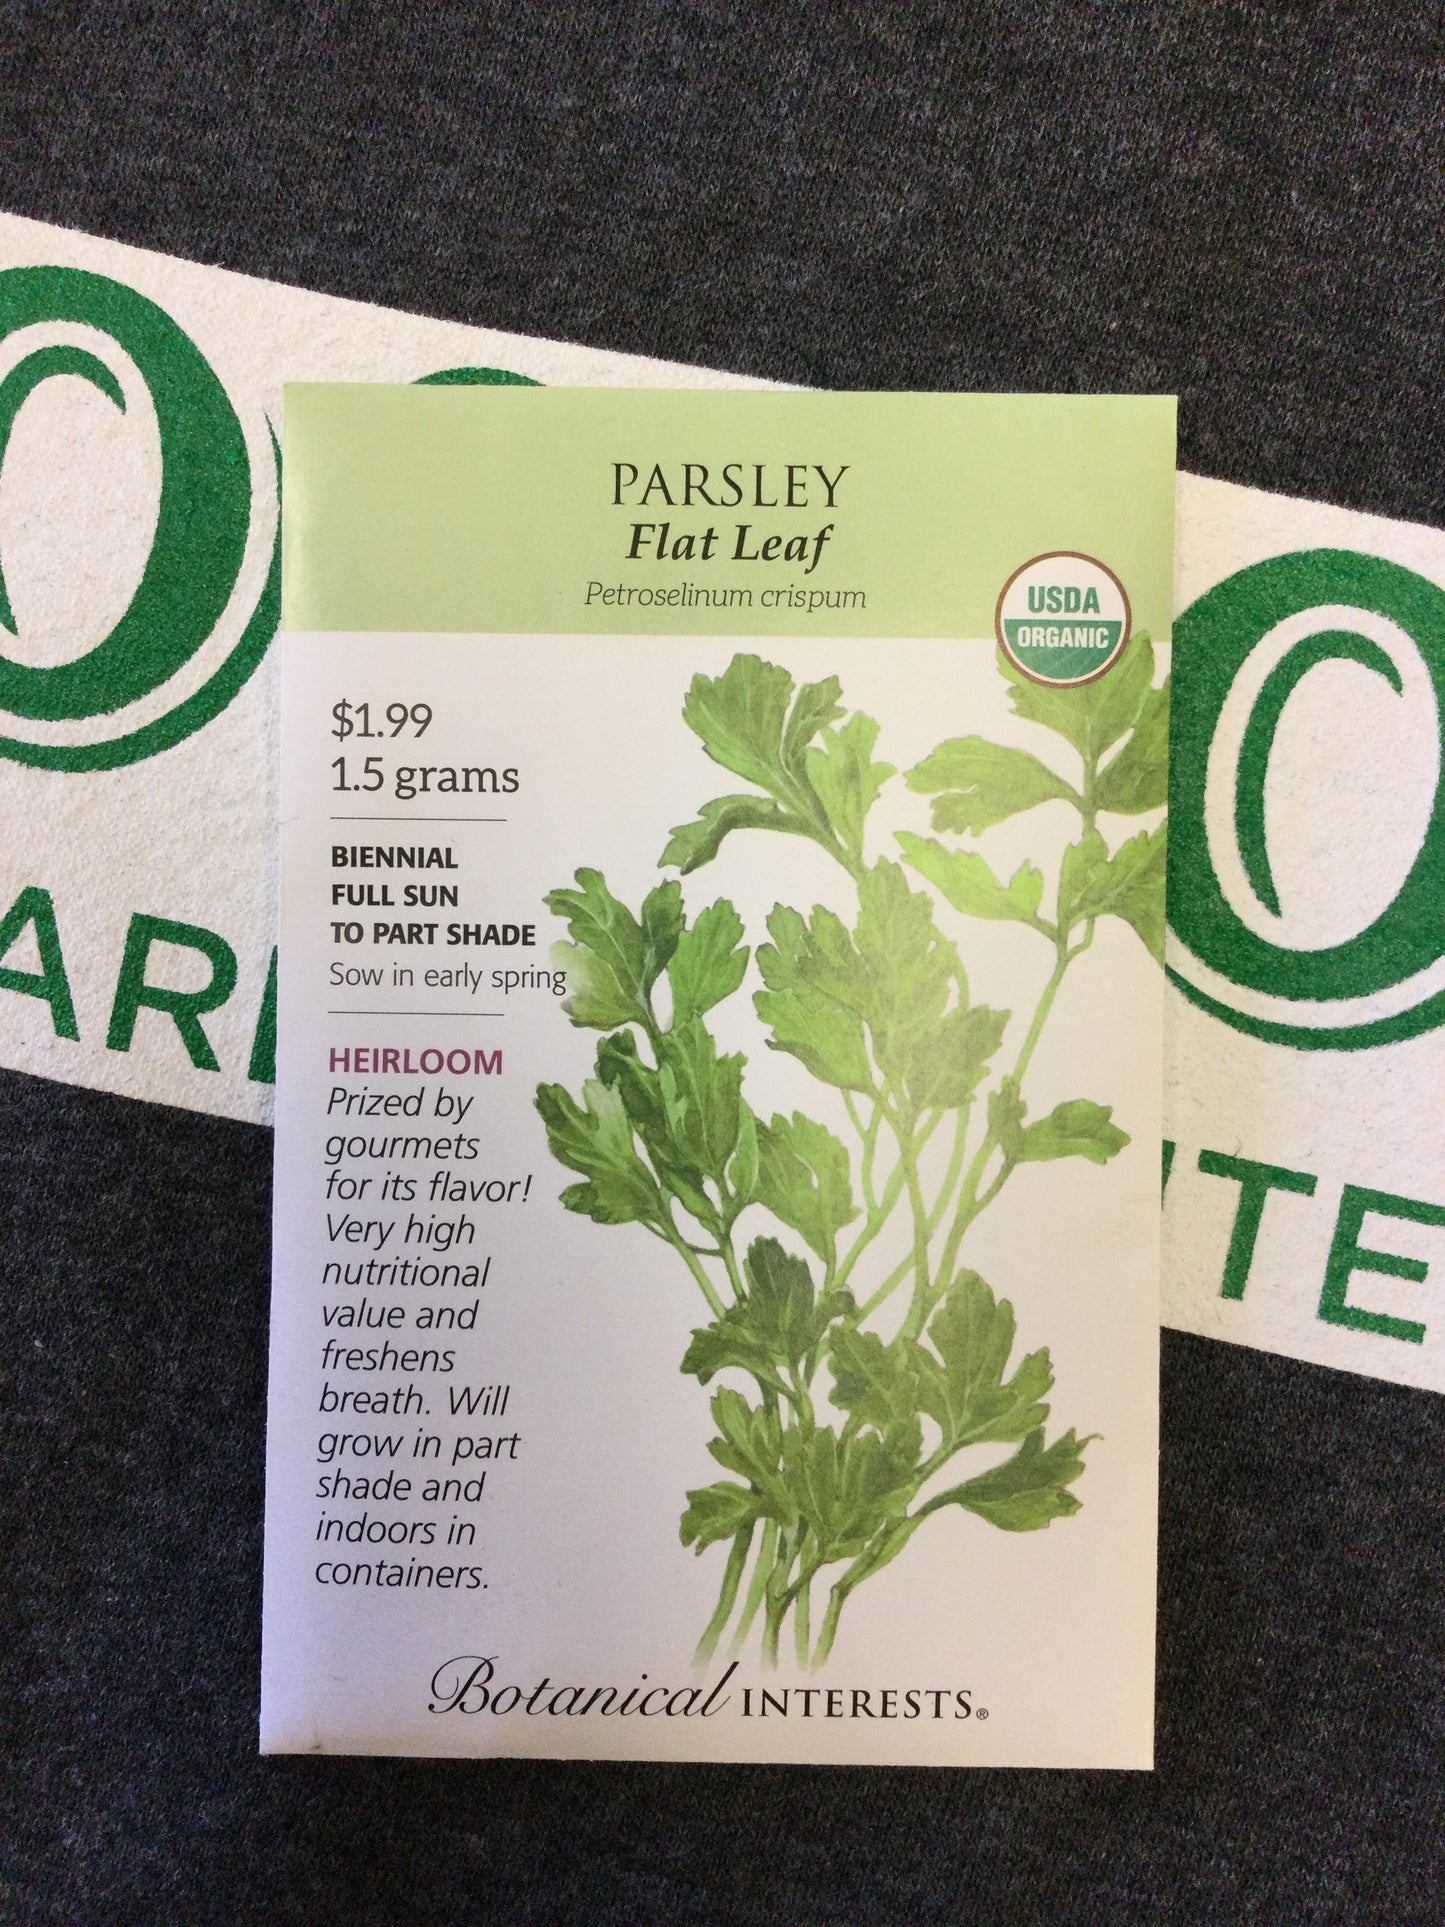 PARSLEY
Flat Leaf
Petroselinum crispum
USDA
ORGANIC
$1.99
1.5 grams
BIENNIAL
FULL SUN
TO PART SHADE
Sow in early spring
HEIRLOOM
Prized by
gourmets
for its flavor!
Very high
nutritional
value and
freshens
breath. Will
grow in part
shade and
indoors in
containers.
Botanical INTERESTS®